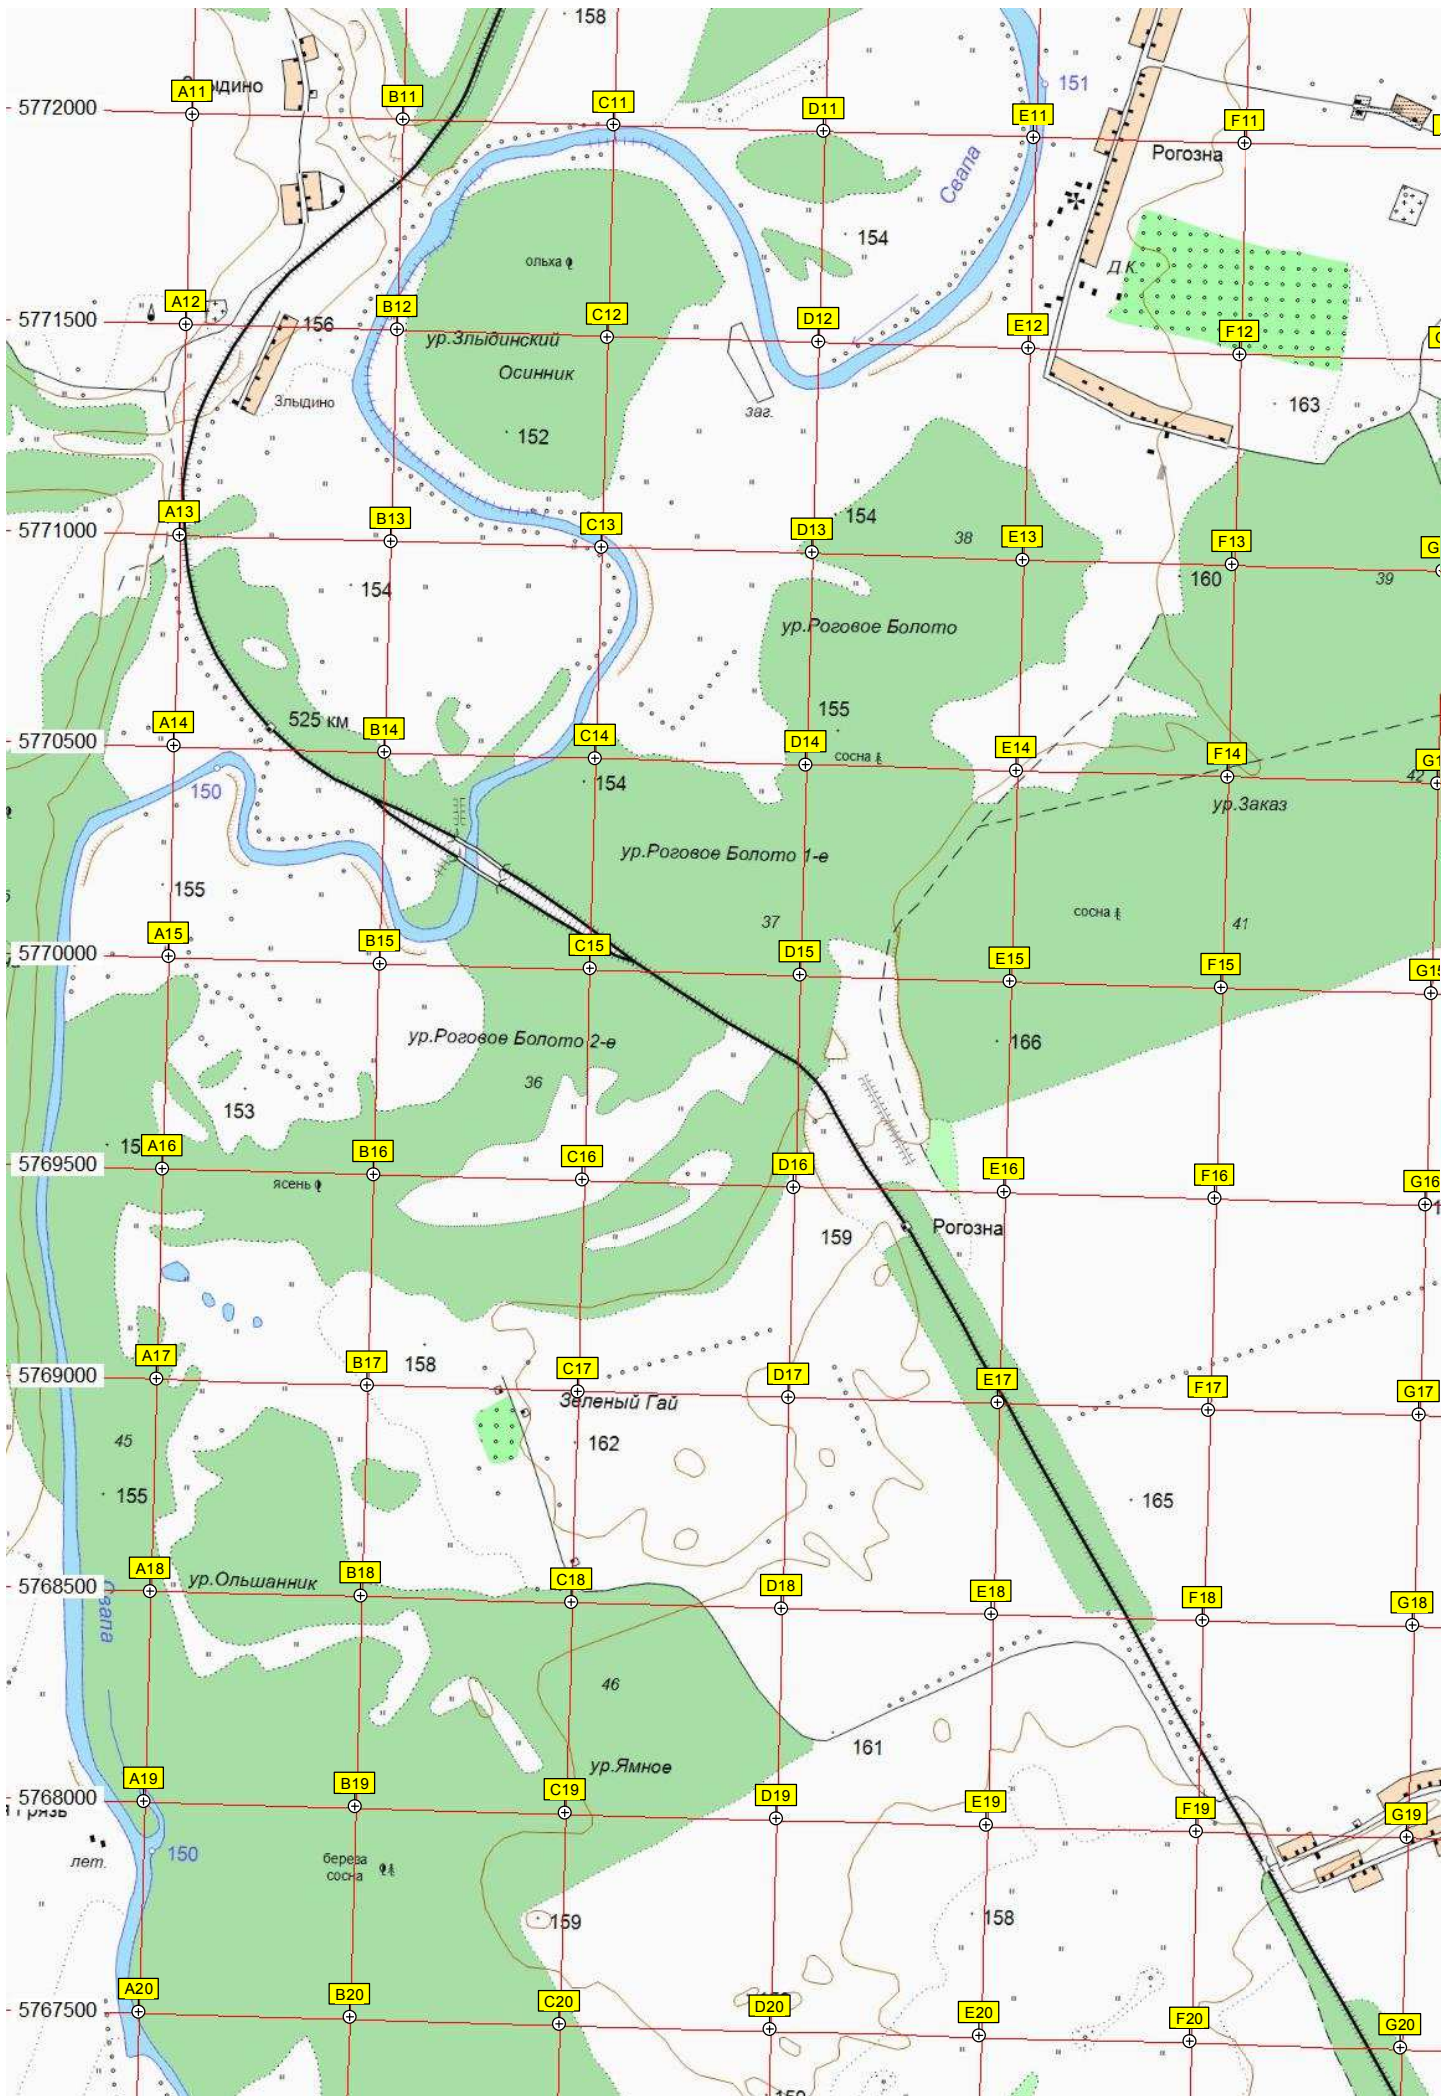 158
151
A11
B11
C11
D11
E11
F11
5772000
Рогозна
Свапа
154
ольха
Д.К.
A12
B12
C12
D12
E12
F12
5771500
156
ур.Злыдинский
Осинник
Злыдино
152
заг.
163
A13
B13
C13
D13
E13
F13
5771000
154
38
154
160
39
ур.Роговое Болото
525 км
155
A14
B14
C14
D14
E14
F14
5770500
сосна
150
154
42
ур.Заказ
ур.Роговое Болото 1-е
155
37
сосна
41
A15
B15
C15
D15
E15
F15
G15
5770000
ур.Роговое Болото 2-е
166
36
153
A16
B16
C16
D16
E16
F16
G16
5769500
ясень
159
Рогозна
A17
B17
C17
D17
E17
F17
G17
5769000
158
Зеленый Гай
45
162
155
165
A18
B18
C18
D18
E18
F18
G18
5768500
ур.Ольшанник
Свапа
46
161
ур.Ямное
A19
B19
C19
D19
E19
F19
G19
5768000
лет.
150
береза
сосна
159
158
A20
B20
C20
D20
E20
F20
G20
5767500